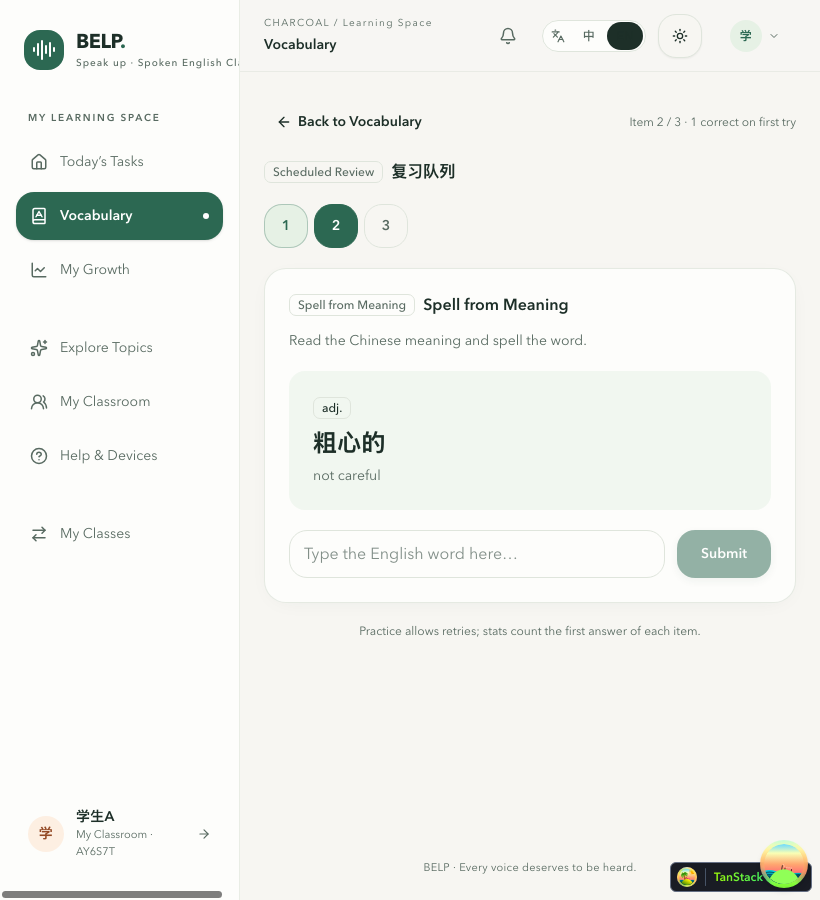 BELP.
Speak up · Spoken English Cl
MY LEARNING SPACE
Today's Tasks
Vocabulary
My Growth
Explore Topics
My Classroom
Help & Devices
My Classes
学
学生A
My Classroom ·
AY6S7T
CHARCOAL / Learning Space
Vocabulary
中
学
Back to Vocabulary
Item 2 / 3 · 1 correct on first try
Scheduled Review
复习队列
1
2
3
Spell from Meaning
Spell from Meaning
Read the Chinese meaning and spell the word.
adj.
粗心的
not careful
Type the English word here…
Submit
Practice allows retries; stats count the first answer of each item.
BELP · Every voice deserves to be heard.
TanStack